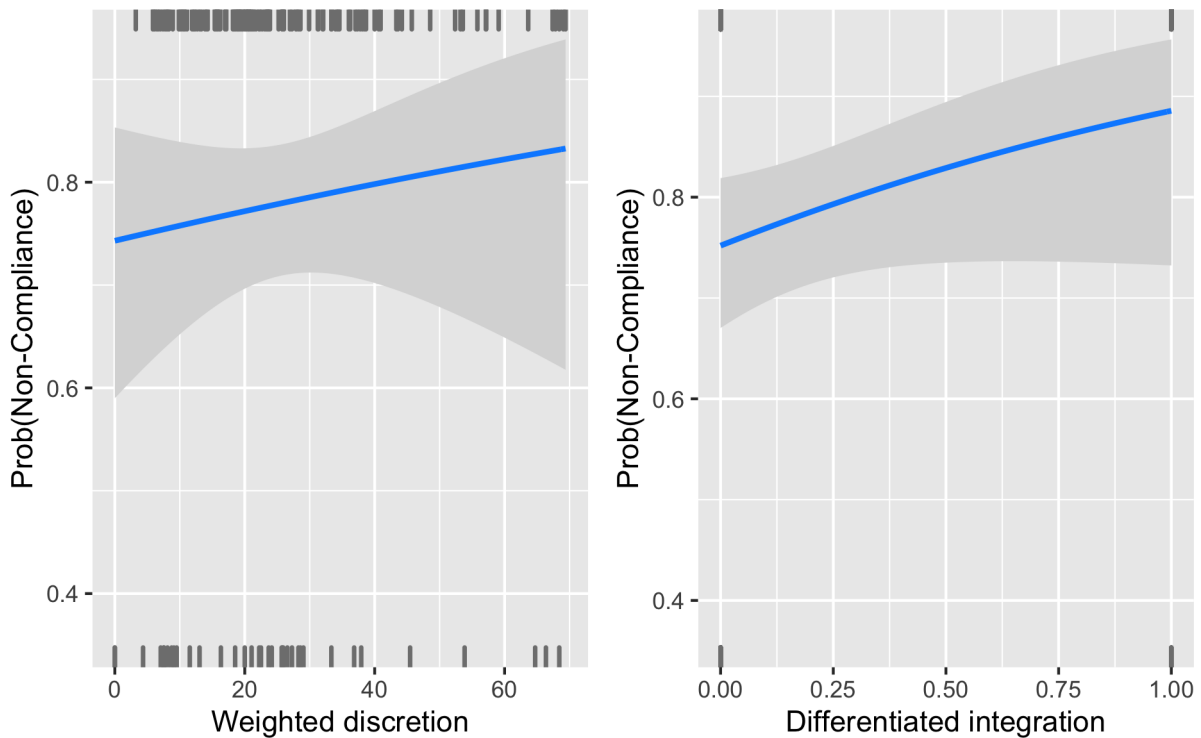 Prob(Non-Compliance)
0.8
0.6
0.4
0 20 40 60
Weighted discretion
Prob(Non-Compliance)
0.8
0.6
0.4
0.00 0.25 0.50 0.75 1.00
Differentiated integration